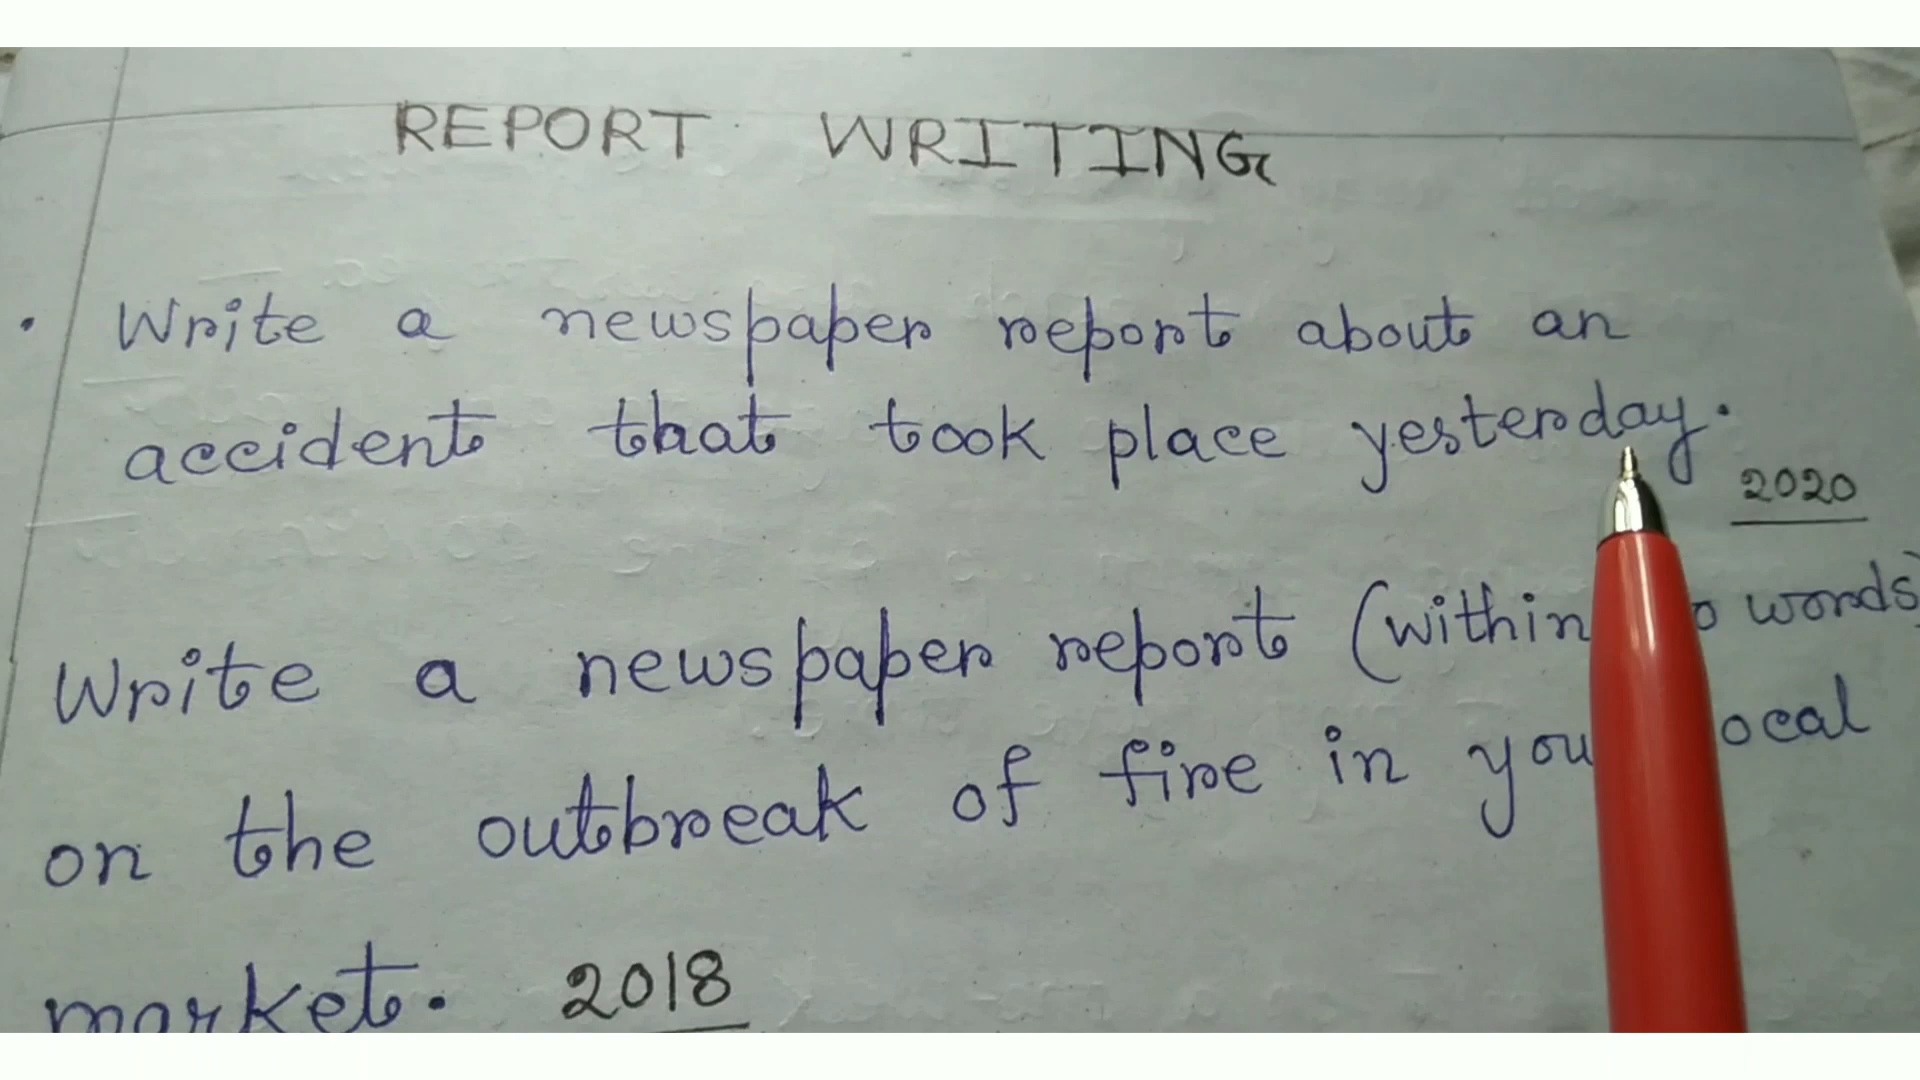 REPORT WRITING
Write a newspaper report about an
accident that took place yesterday.
2020
Write a newspaper report (within words)
on the outbreak of fire in local
market. 2018